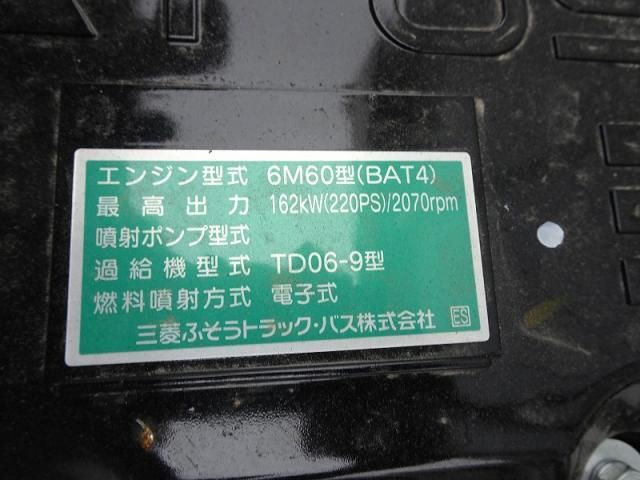 エンジン型式 6M60型(BAT4)
最高出力 162kW(220PS)/2070rpm
噴射ポンプ型式
過給機型式 TD06-9型
燃料噴射方式 電子式
三菱ふそうトラック・バス株式会社 ES